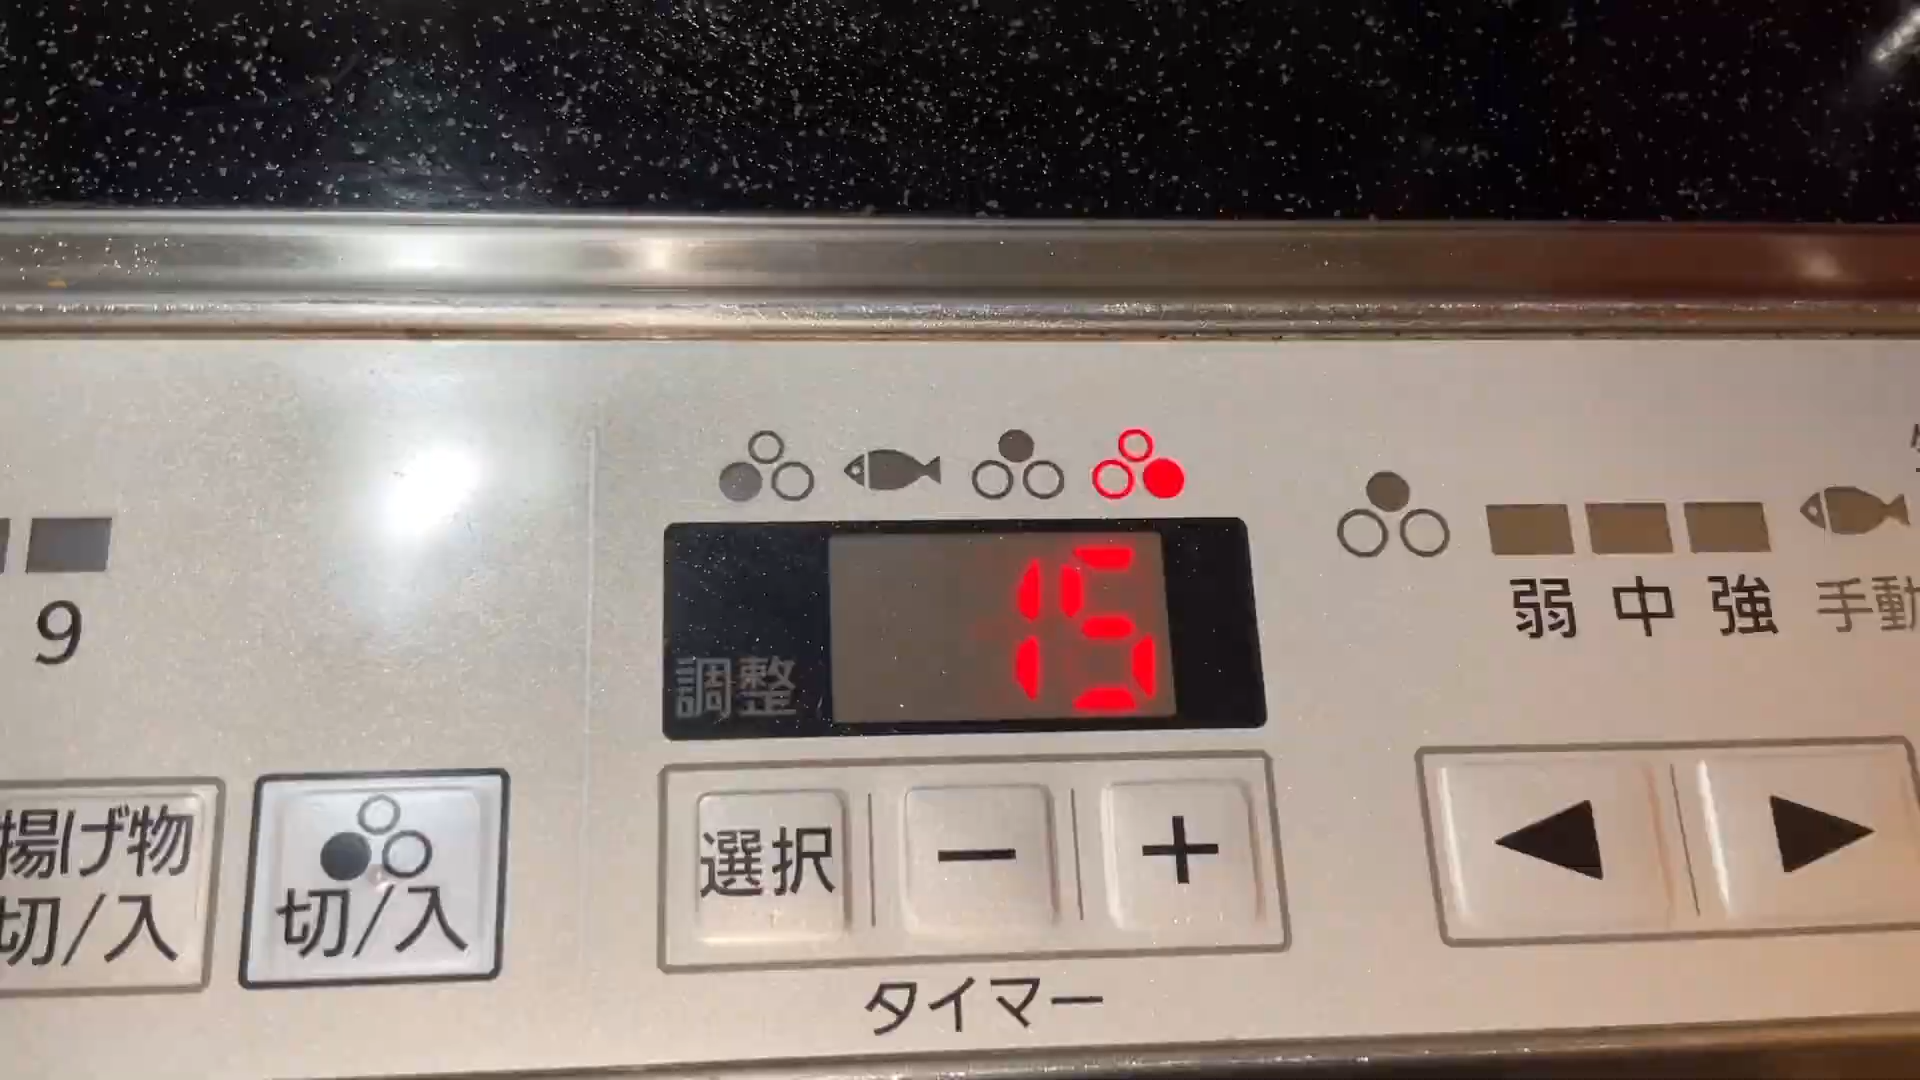 9
15
調整
弱 中 強 手動
揚げ物
切/入
切/入
選択 − +
タイマー